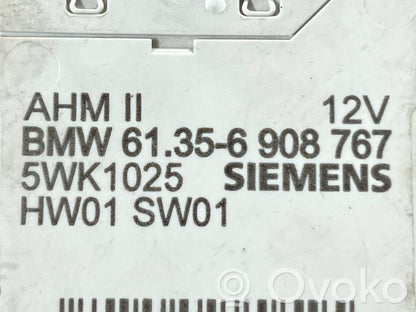 AHM II 12V
BMW 61.35-6 908 767
5WK1025 SIEMENS
HW01 SW01
Ovoko